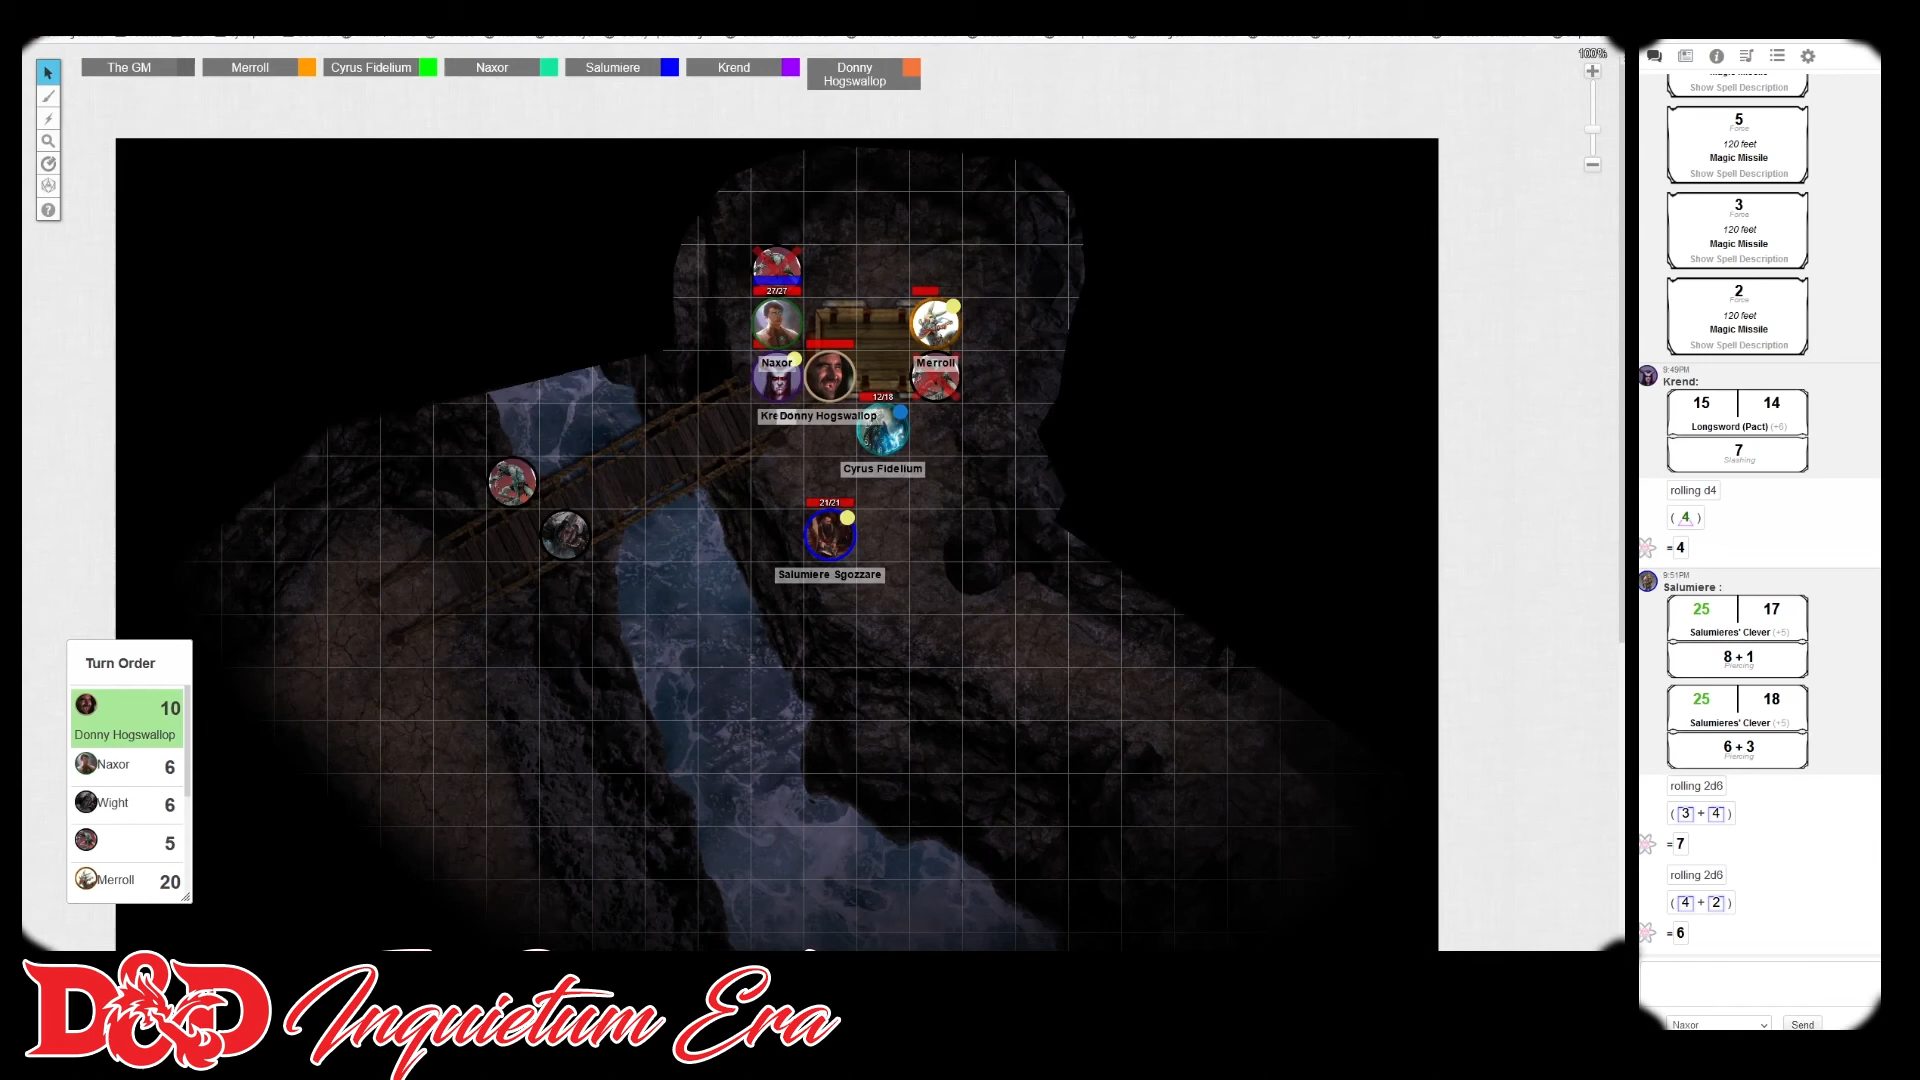 The GM
Merroll
Cyrus Fidelium
Naxor
Salumiere
Krend
Donny
Hogswallop
100%
27/27
Naxor
Merroll
12/18
Donny Hogswallop
Cyrus Fidelium
21/21
Salumiere Sgozzare
Turn Order
10
Donny Hogswallop
Naxor 6
Wight 6
5
Merroll 20
Show Spell Description
5
Force
120 feet
Magic Missile
Show Spell Description
3
Force
120 feet
Magic Missile
Show Spell Description
2
Force
120 feet
Magic Missile
Show Spell Description
9:49PM
Krend:
15 14
Longsword (Pact) (+6)
7
Slashing
rolling d4
( 4 )
= 4
9:51PM
Salumiere :
25 17
Salumieres' Clever (+5)
8 + 1
Piercing
25 18
Salumieres' Clever (+5)
6 + 3
Piercing
rolling 2d6
( 3 + 4 )
= 7
rolling 2d6
( 4 + 2 )
= 6
Naxor
Send
D&D Inquietum Era